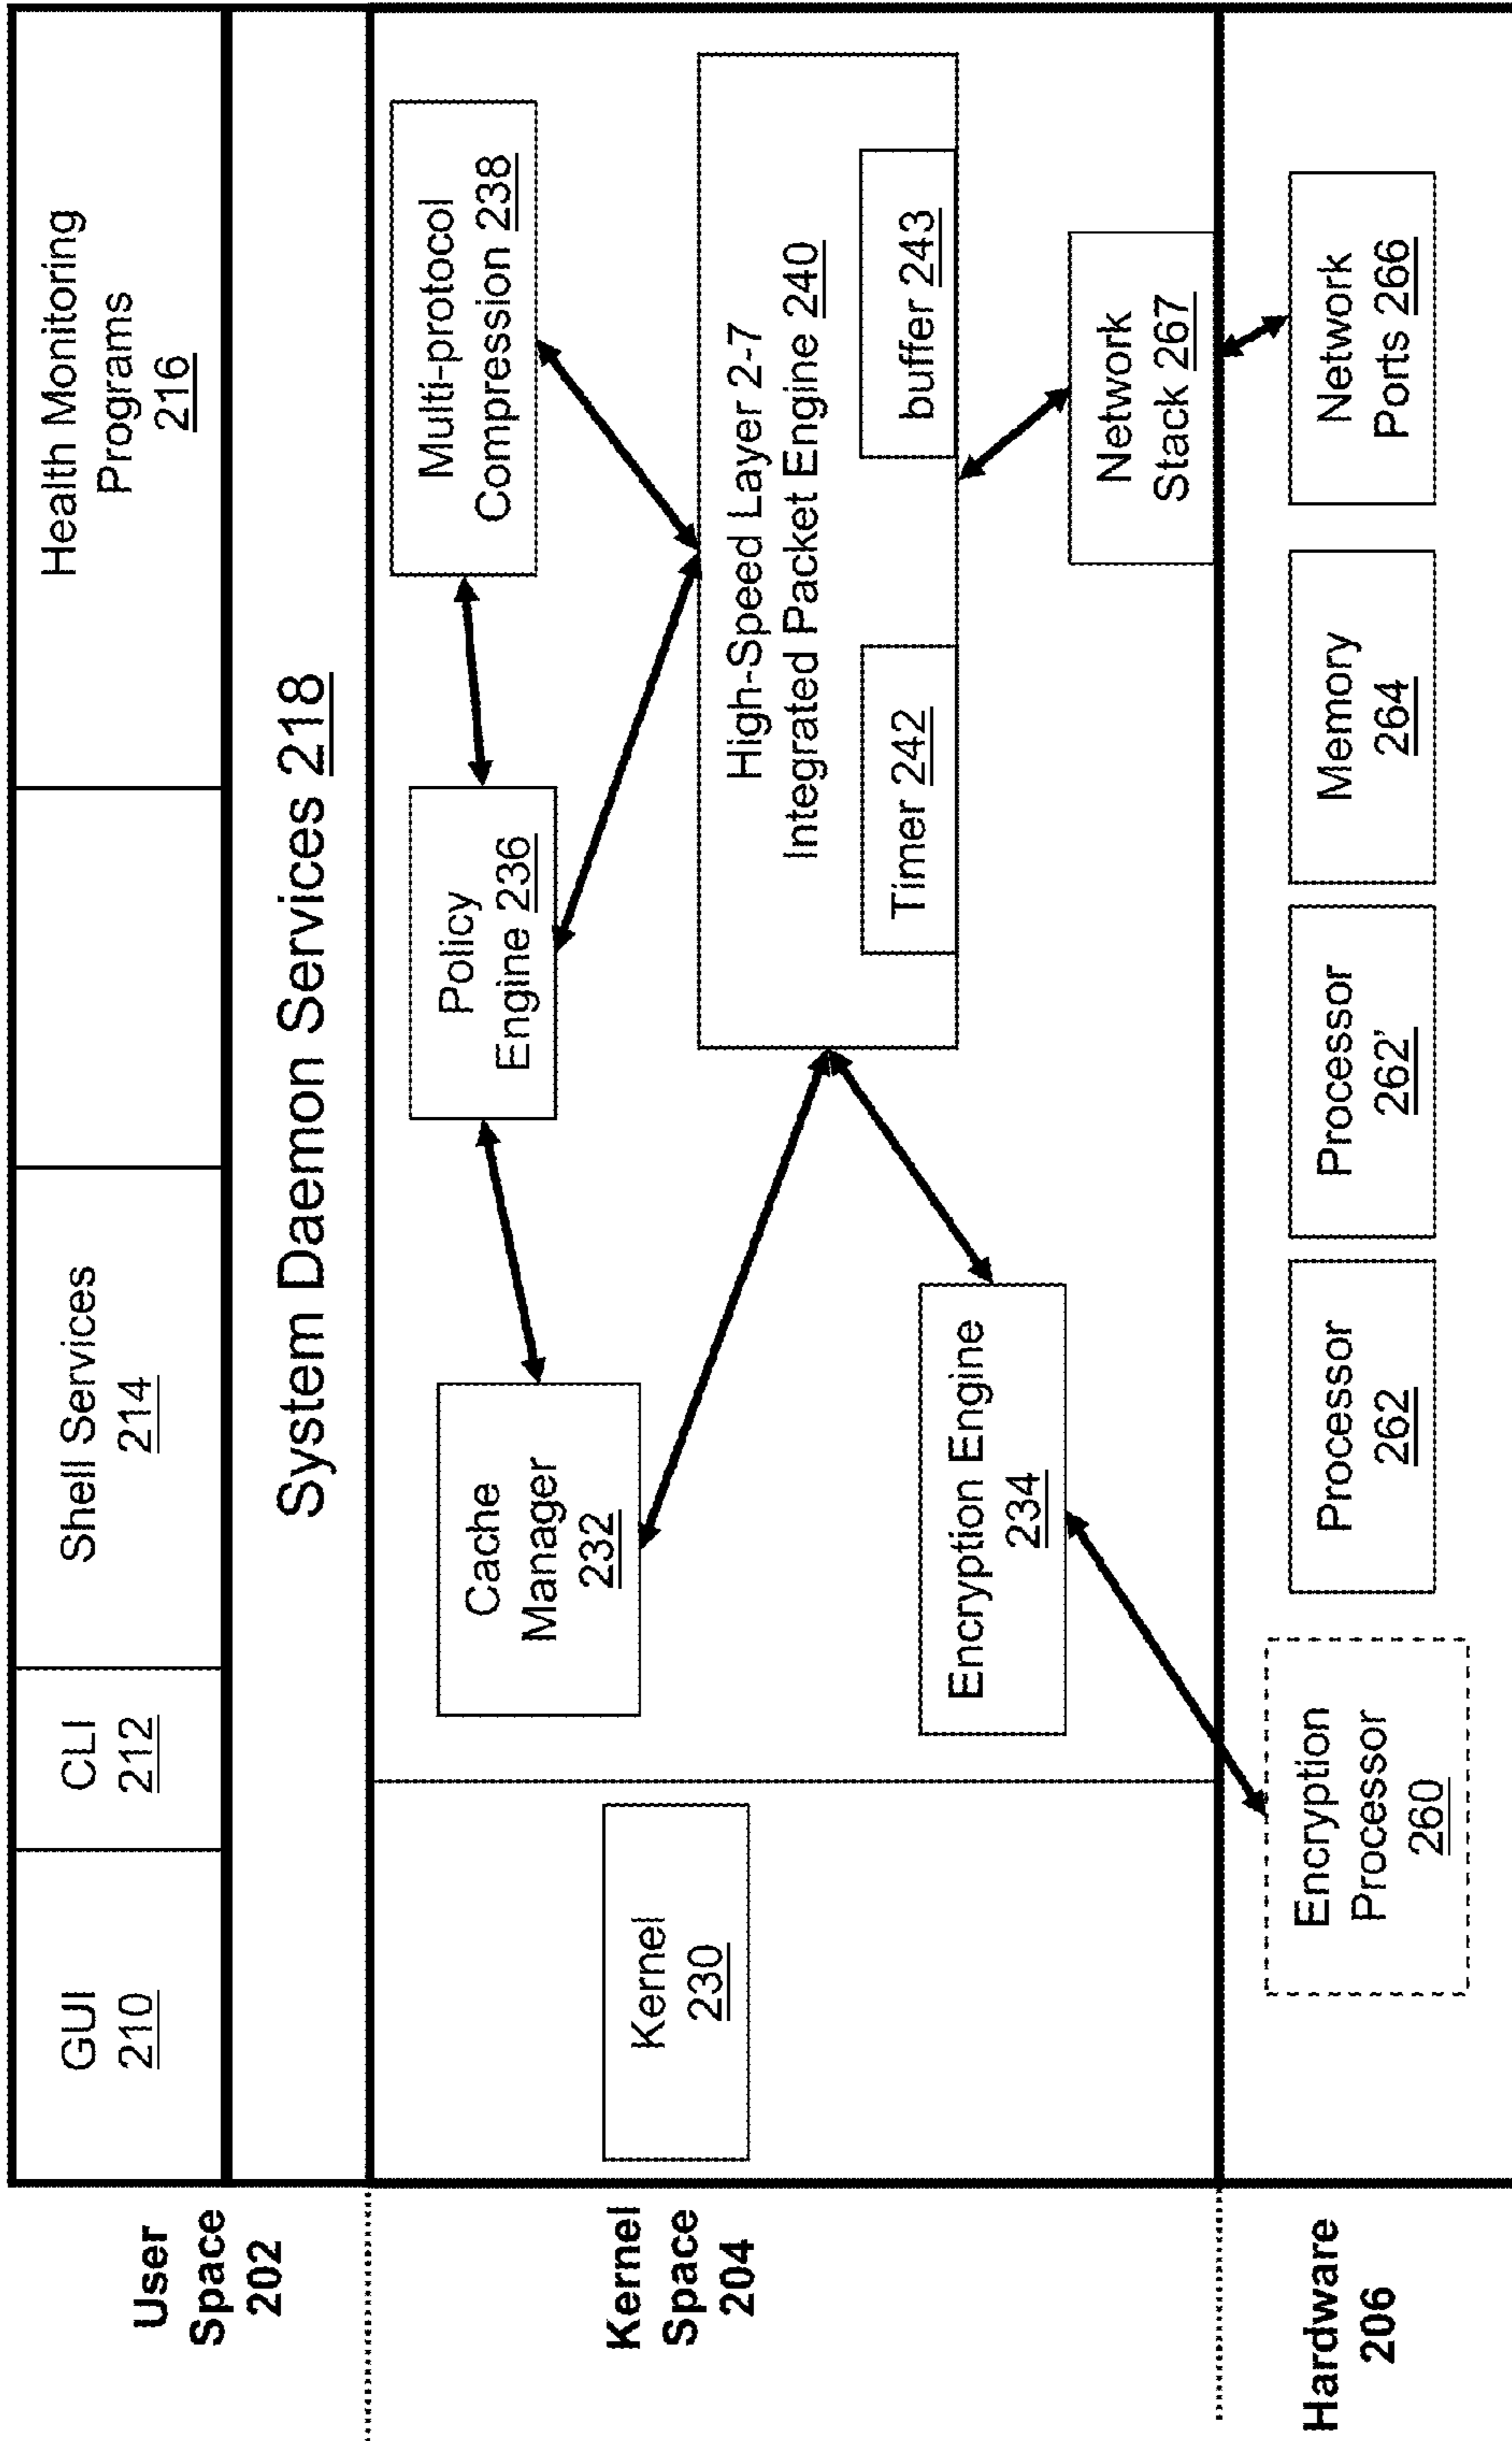 User
Space
202
GUI
210
CLI
212
Shell Services
214
Health Monitoring
Programs
216
System Daemon Services 218
Kernel
Space
204
Kernel
230
Cache
Manager
232
Policy
Engine 236
Multi-protocol
Compression 238
High-Speed Layer 2-7
Integrated Packet Engine 240
Timer 242
buffer 243
Encryption Engine
234
Network
Stack 267
Hardware
206
Encryption
Processor
260
Processor
262
Processor
262'
Memory
264
Network
Ports 266